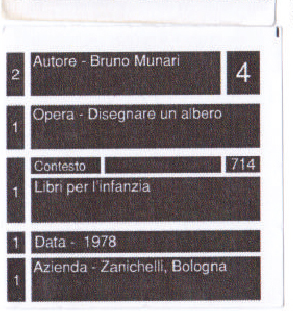 2 Autore - Bruno Munari 4
1 Opera - Disegnare un albero
Contesto 714
1 Libri per l'infanzia
1 Data - 1978
1 Azienda - Zanichelli, Bologna